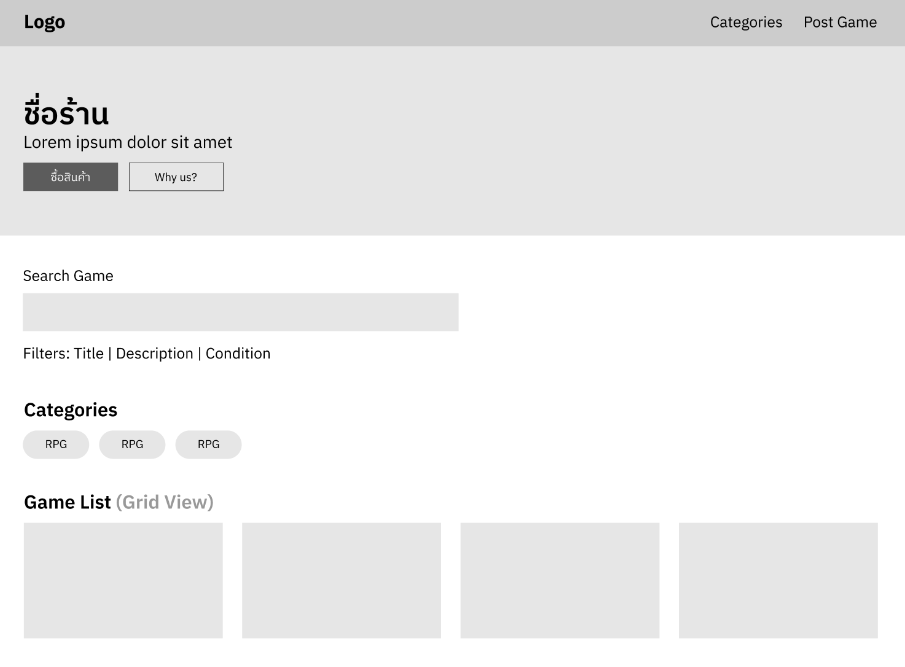 Logo
Categories Post Game
ชื่อร้าน
Lorem ipsum dolor sit amet
ชื่อสินค้า Why us?
Search Game
Filters: Title | Description | Condition
Categories
RPG RPG RPG
Game List (Grid View)